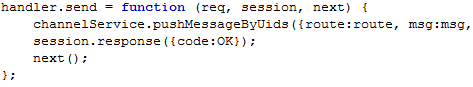 handler.send = function (req, session, next) {
    channelService.pushMessageByUids({route:route, msg:msg,
    session.response({code:OK});
    next();
};